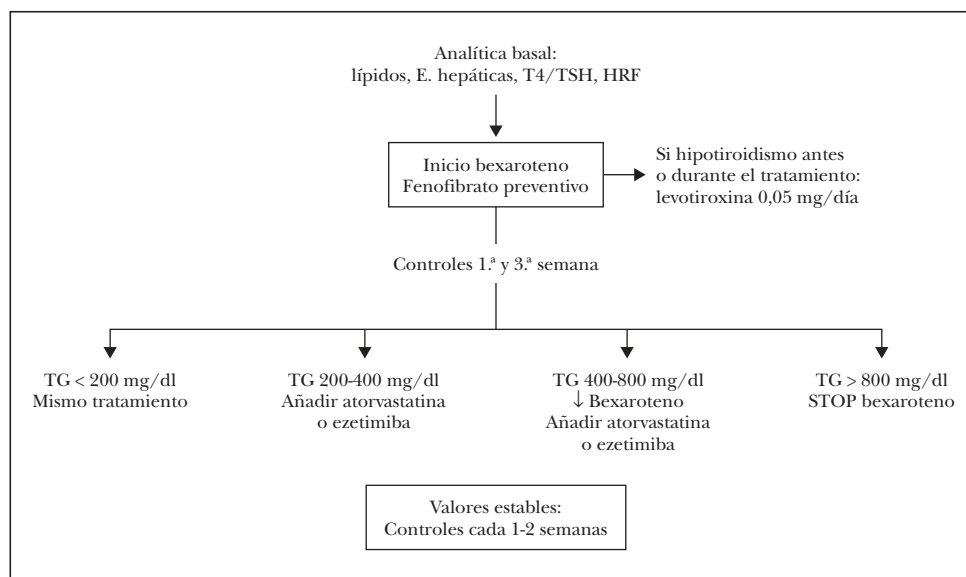 Analítica basal:
lípidos, E. hepáticas, T4/TSH, HRF
Inicio bexaroteno
Fenofibrato preventivo
Si hipotiroidismo antes
o durante el tratamiento:
levotiroxina 0,05 mg/día
Controles 1.ª y 3.ª semana
TG < 200 mg/dl
Mismo tratamiento
TG 200-400 mg/dl
Añadir atorvastatina
o ezetimiba
TG 400-800 mg/dl
↓ Bexaroteno
Añadir atorvastatina
o ezetimiba
TG > 800 mg/dl
STOP bexaroteno
Valores estables:
Controles cada 1-2 semanas